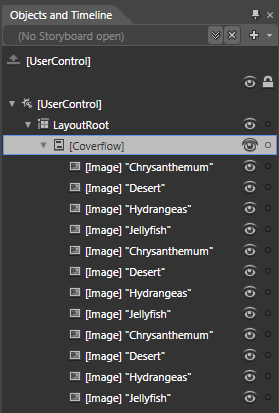 Objects and Timeline
(No Storyboard open)
[UserControl]
[UserControl]
LayoutRoot
[Coverflow]
[Image] "Chrysanthemum"
[Image] "Desert"
[Image] "Hydrangeas"
[Image] "Jellyfish"
[Image] "Chrysanthemum"
[Image] "Desert"
[Image] "Hydrangeas"
[Image] "Jellyfish"
[Image] "Chrysanthemum"
[Image] "Desert"
[Image] "Hydrangeas"
[Image] "Jellyfish"